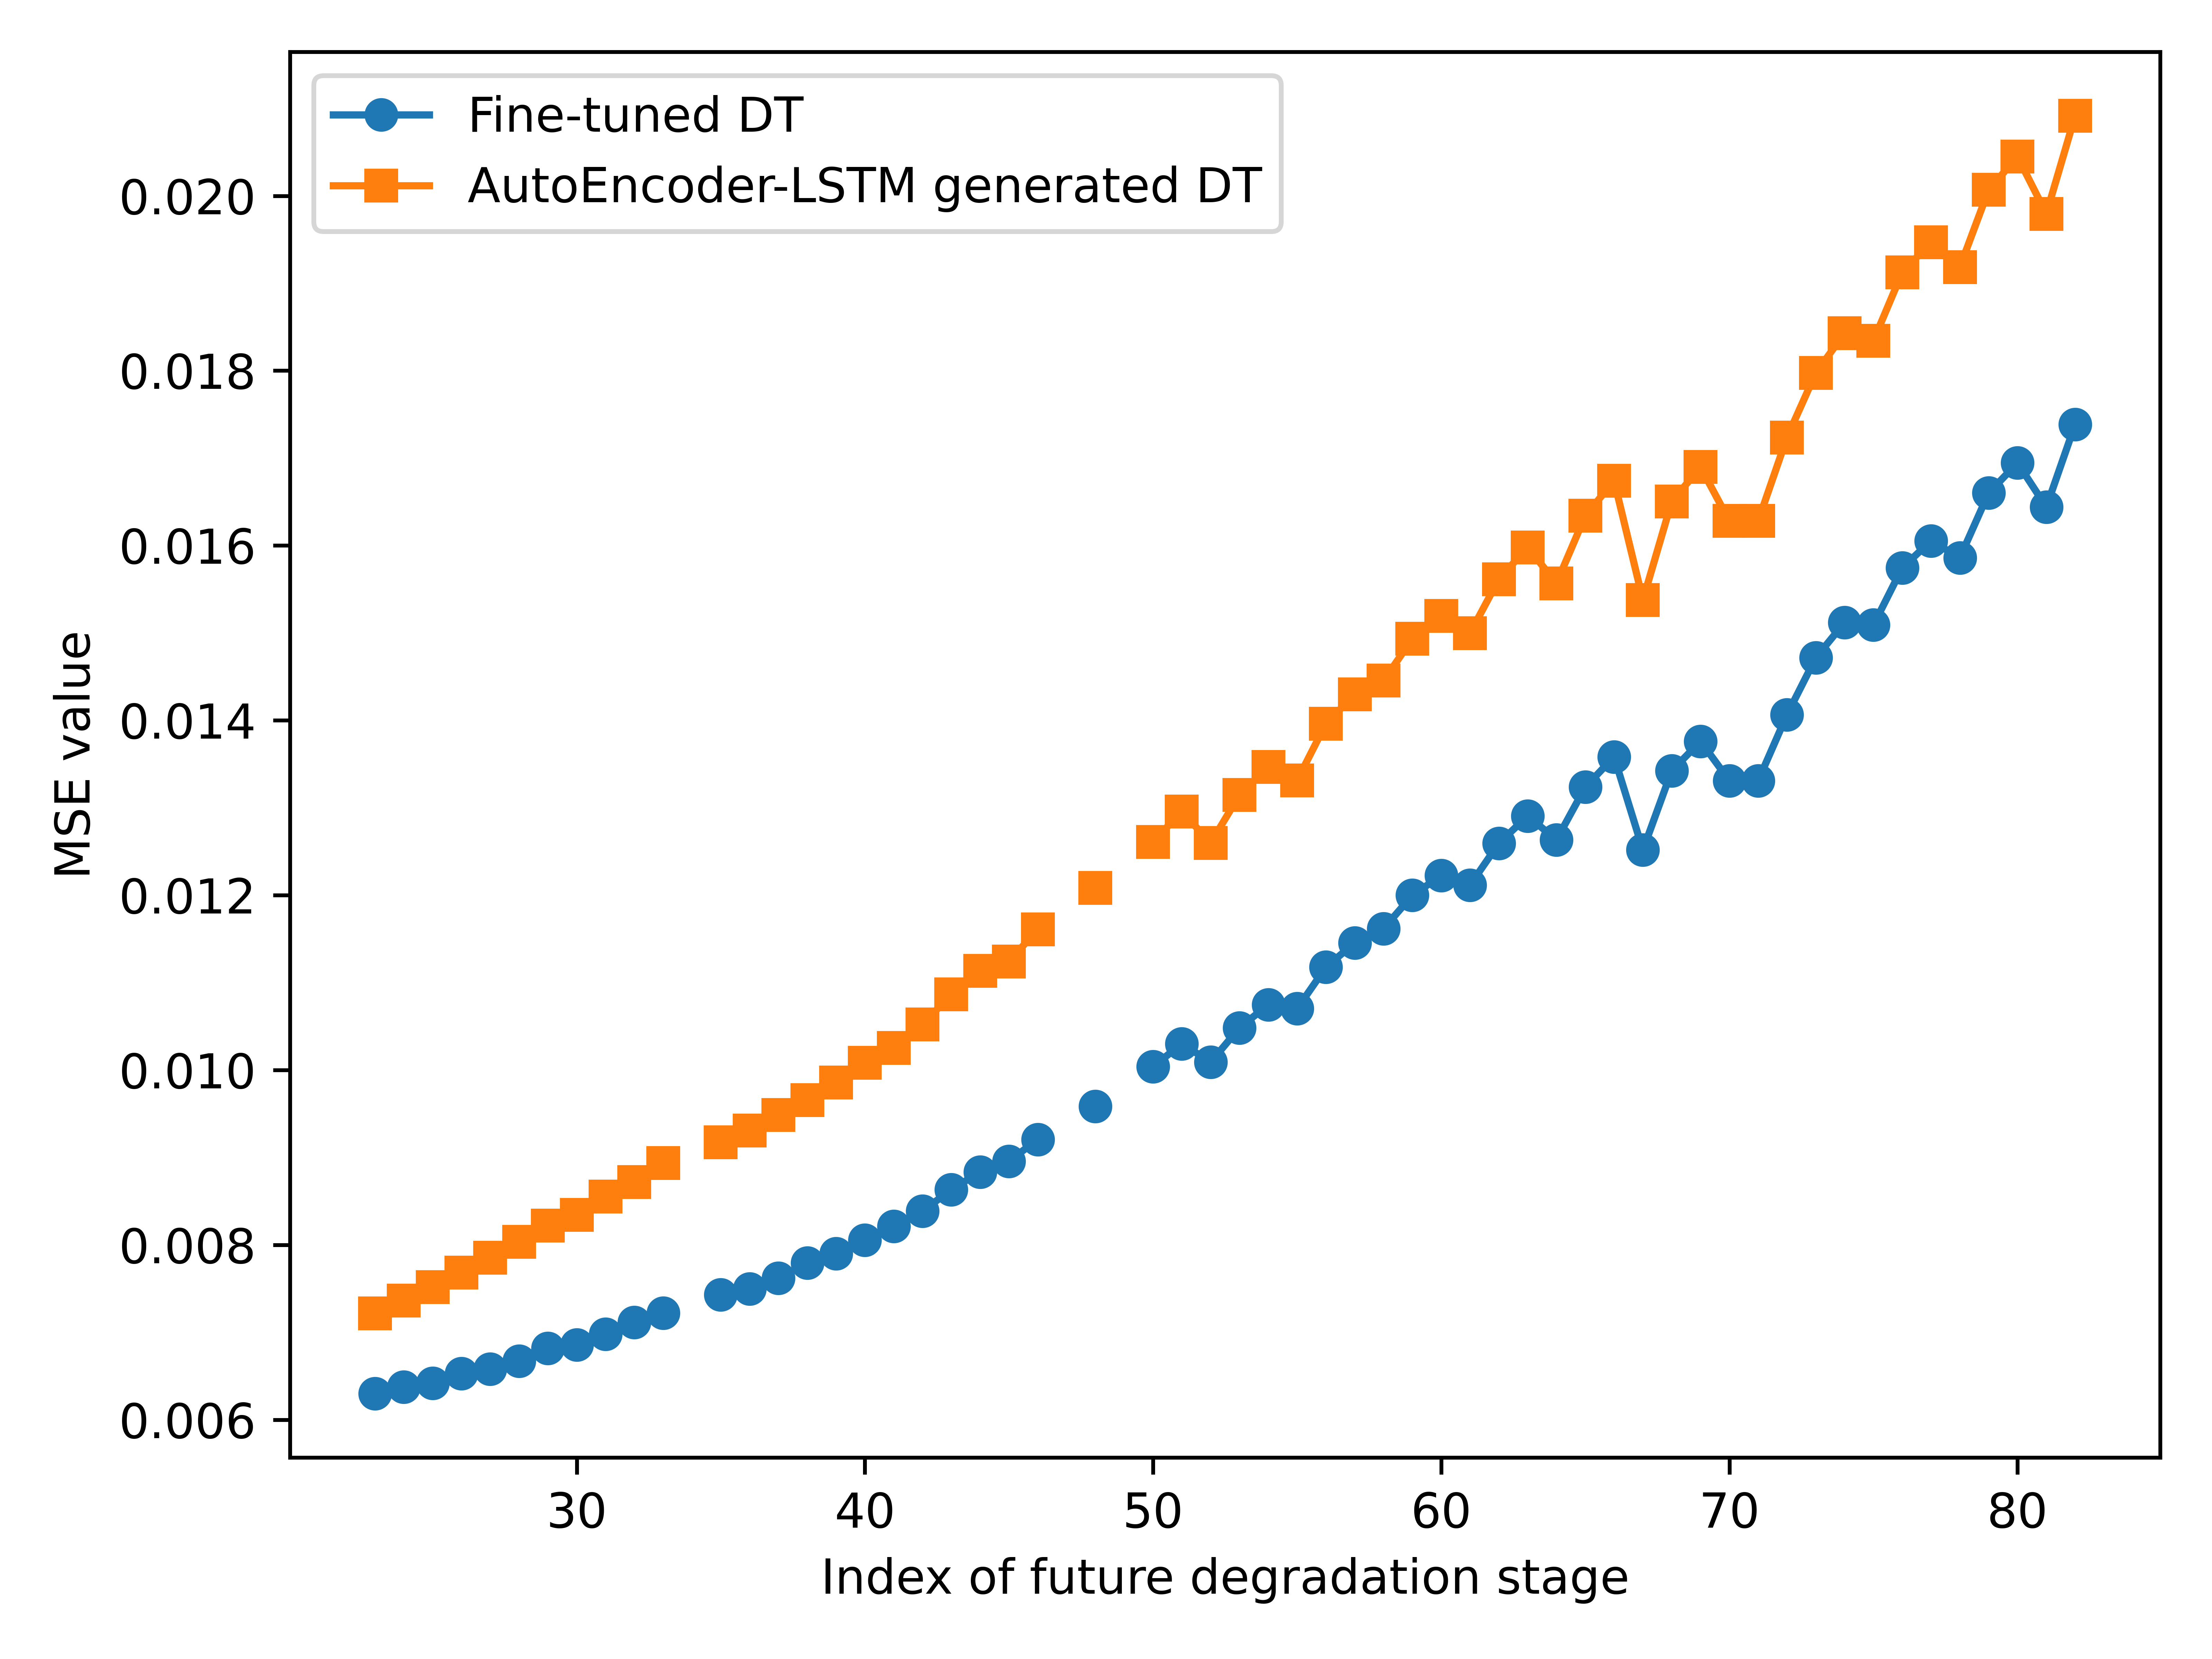 Fine-tuned DT
AutoEncoder-LSTM generated DT
0.020
0.018
0.016
0.014
0.012
0.010
0.008
0.006
MSE value
30 40 50 60 70 80
Index of future degradation stage